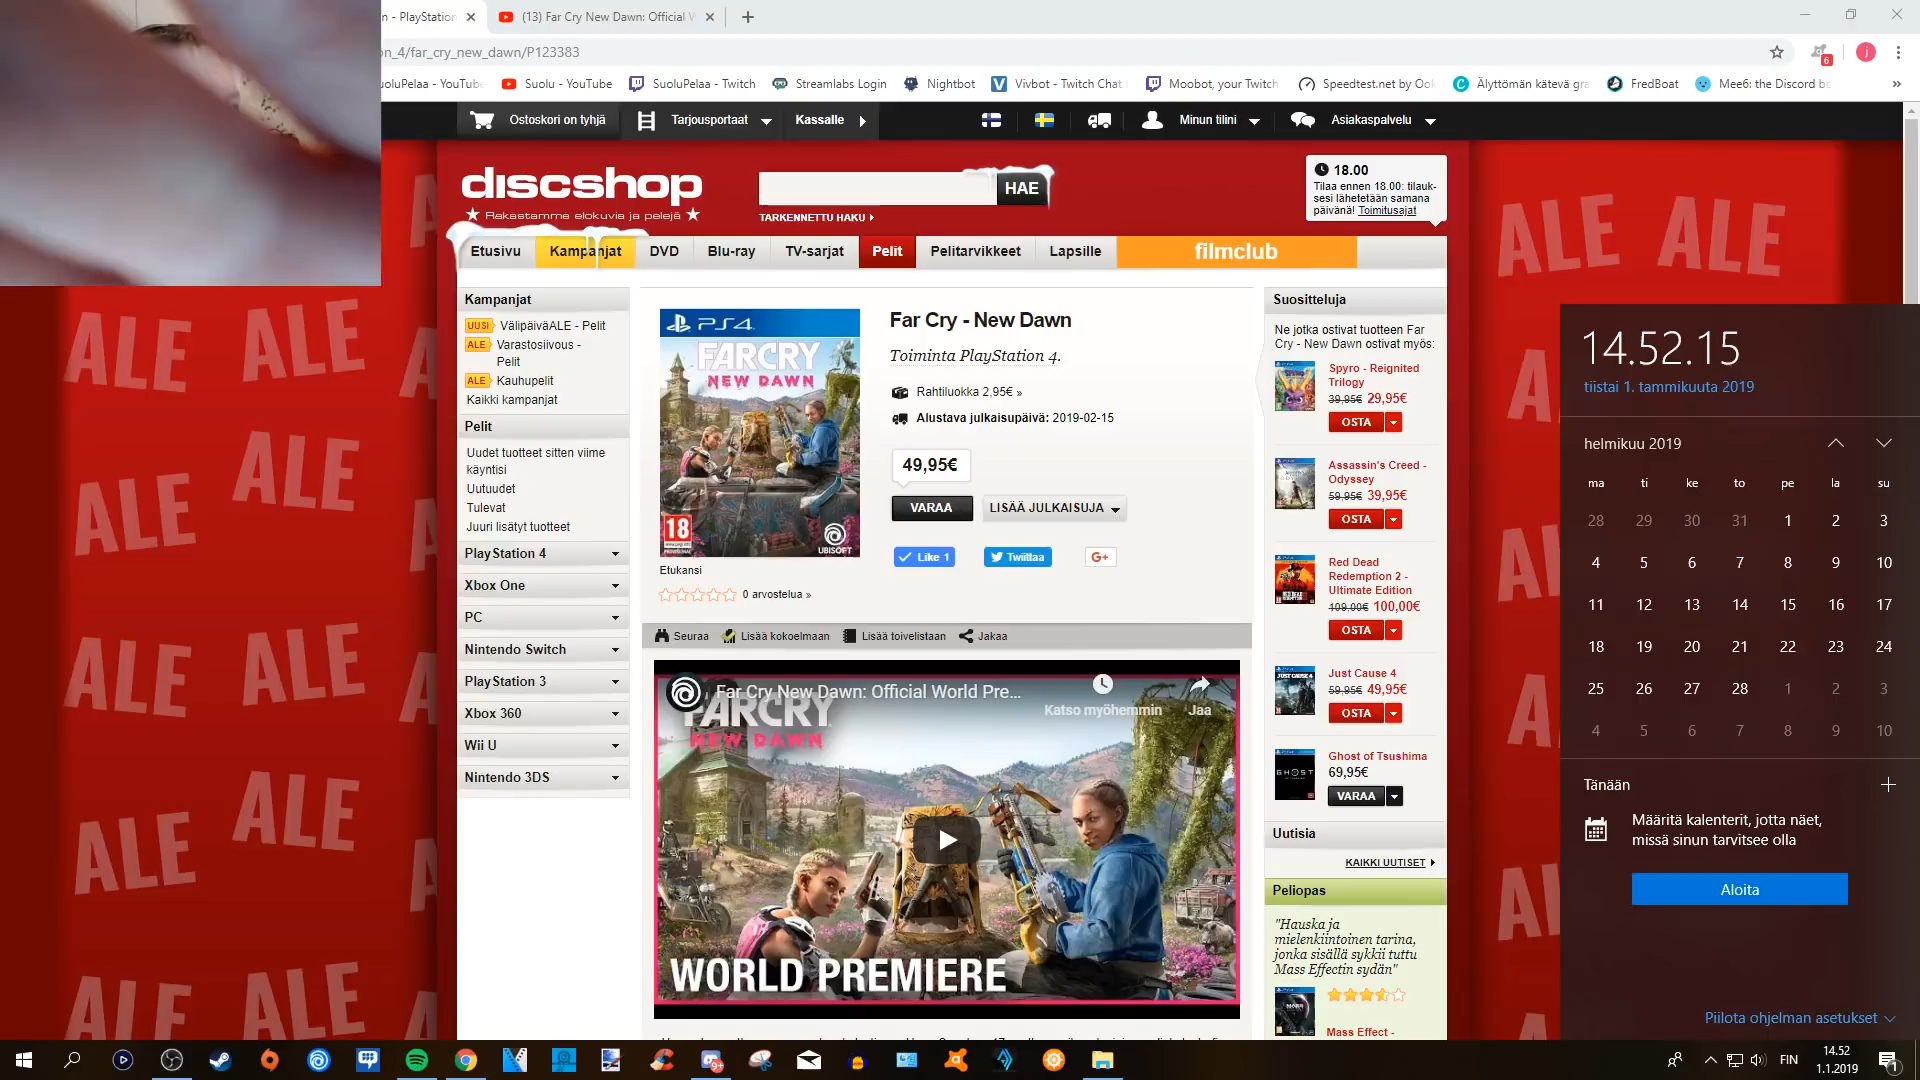 n - PlayStation
(13) Far Cry New Dawn: Official W
n_4/far_cry_new_dawn/P123383
6
j
uoluPelaa - YouTube
Suolu - YouTube
SuoluPelaa - Twitch
Streamlabs Login
Nightbot
Vivbot - Twitch Chat
Moobot, your Twitch
Speedtest.net by Ook
Älyttömän kätevä gra
FredBoat
Mee6: the Discord bo
Ostoskori on tyhjä
Tarjousportaat
Kassalle
Minun tilini
Asiakaspalvelu
discshop
Rakastamme elokuvia ja pelejä
HAE
TARKENNETTU HAKU
18.00
Tilaa ennen 18.00: tilauk-
sesi lähetetään samana
päivänä! Toimitusajat
Etusivu
Kampanjat
DVD
Blu-ray
TV-sarjat
Pelit
Pelitarvikkeet
Lapsille
filmclub
ALE ALE
ALE ALE
ALE ALE
ALE ALE
ALE ALE
ALE ALE
Kampanjat
UUSI VälipäiväALE - Pelit
ALE Varastosiivous -
Pelit
ALE Kauhupelit
Kaikki kampanjat
Pelit
Uudet tuotteet sitten viime
käyntisi
Uutuudet
Tulevat
Juuri lisätyt tuotteet
PlayStation 4
Xbox One
PC
Nintendo Switch
PlayStation 3
Xbox 360
Wii U
Nintendo 3DS
PS4
FARCRY
NEW DAWN
18
UBISOFT
Etukansi
0 arvostelua »
Far Cry - New Dawn
Toiminta PlayStation 4.
Rahtiluokka 2,95€ »
Alustava julkaisupäivä: 2019-02-15
49,95€
VARAA
LISÄÄ JULKAISUJA
Like 1
Twiittaa
G+
Seuraa
Lisää kokoelmaan
Lisää toivelistaan
Jakaa
Far Cry New Dawn: Official World Pre...
Katso myöhemmin
Jaa
FARCRY
NEW DAWN
WORLD PREMIERE
Suositteluja
Ne jotka ostivat tuotteen Far
Cry - New Dawn ostivat myös:
Spyro - Reignited
Trilogy
39,95€ 29,95€
OSTA
Assassin's Creed -
Odyssey
59,95€ 39,95€
OSTA
Red Dead
Redemption 2 -
Ultimate Edition
109,00€ 100,00€
OSTA
JUST CAUSE 4
Just Cause 4
59,95€ 49,95€
OSTA
GHOST
Ghost of Tsushima
69,95€
VARAA
Uutisia
KAIKKI UUTISET
Peliopas
"Hauska ja
mielenkiintoinen tarina,
jonka sisällä sykkii tuttu
Mass Effectin sydän"
Mass Effect -
14.52.15
tiistai 1. tammikuuta 2019
helmikuu 2019
ma ti ke to pe la su
28 29 30 31 1 2 3
4 5 6 7 8 9 10
11 12 13 14 15 16 17
18 19 20 21 22 23 24
25 26 27 28 1 2 3
4 5 6 7 8 9 10
Tänään
Määritä kalenterit, jotta näet,
missä sinun tarvitsee olla
Aloita
Piilota ohjelman asetukset
9+
FIN
14.52
1.1.2019
1